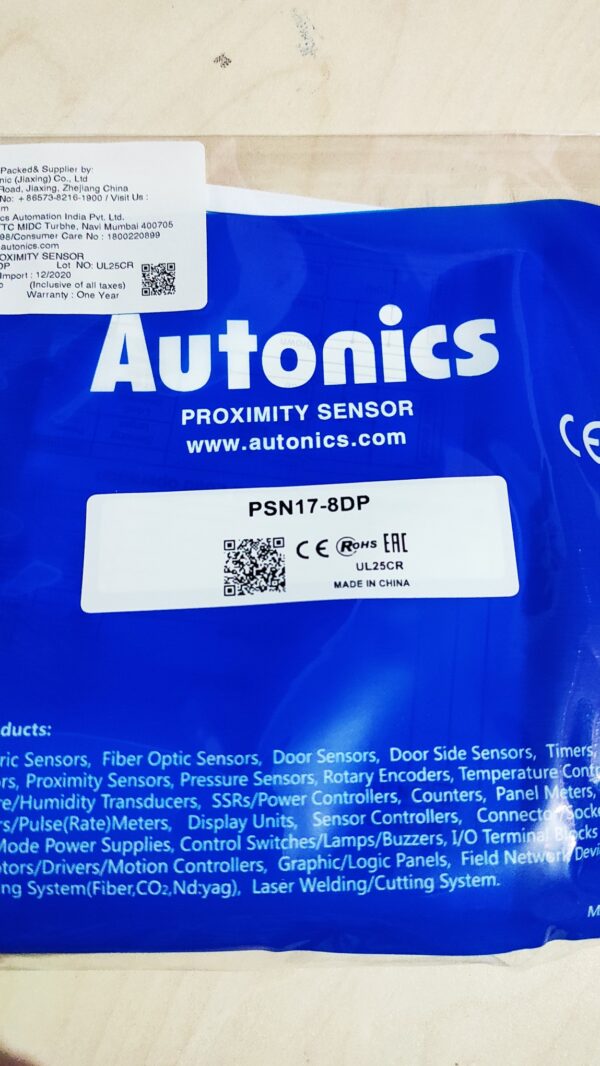 Packed& Supplier by:
nic (Jiaxing) Co., Ltd
Road, Jiaxing, Zhejiang China
No: +86573-8216-1900 / Visit Us :
m
cs Automation India Pvt. Ltd.
TTC MIDC Turbhe, Navi Mumbai 400705
98/Consumer Care No : 1800220899
autonics.com
OXIMITY SENSOR
DP Lot NO: UL25CR
Import : 12/2020
(Inclusive of all taxes)
Warranty : One Year
Autonics
PROXIMITY SENSOR
www.autonics.com
CE
PSN17-8DP
CE RoHS EAC
UL25CR
MADE IN CHINA
ducts:
ric Sensors, Fiber Optic Sensors, Door Sensors, Door Side Sensors, Timers,
rs, Proximity Sensors, Pressure Sensors, Rotary Encoders, Temperature Cont
re/Humidity Transducers, SSRs/Power Controllers, Counters, Panel Meters,
rs/Pulse(Rate)Meters, Display Units, Sensor Controllers, Connector/Socke
Mode Power Supplies, Control Switches/Lamps/Buzzers, I/O Terminal Blocks
otors/Drivers/Motion Controllers, Graphic/Logic Panels, Field Network Devi
ng System(Fiber,CO₂,Nd:yag), Laser Welding/Cutting System.
M